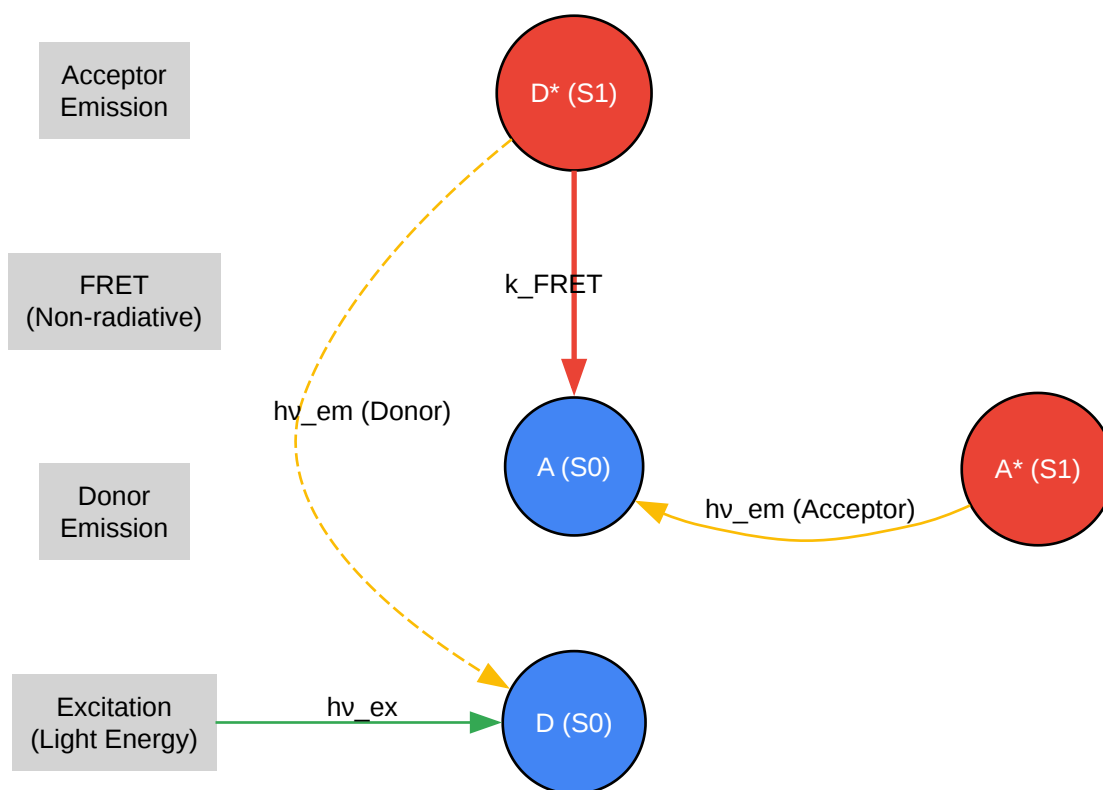 Acceptor
Emission
D* (S1)
FRET
(Non-radiative)
k_FRET
hν_em (Donor)
A (S0)
A* (S1)
Donor
Emission
hν_em (Acceptor)
Excitation
(Light Energy)
hν_ex
D (S0)